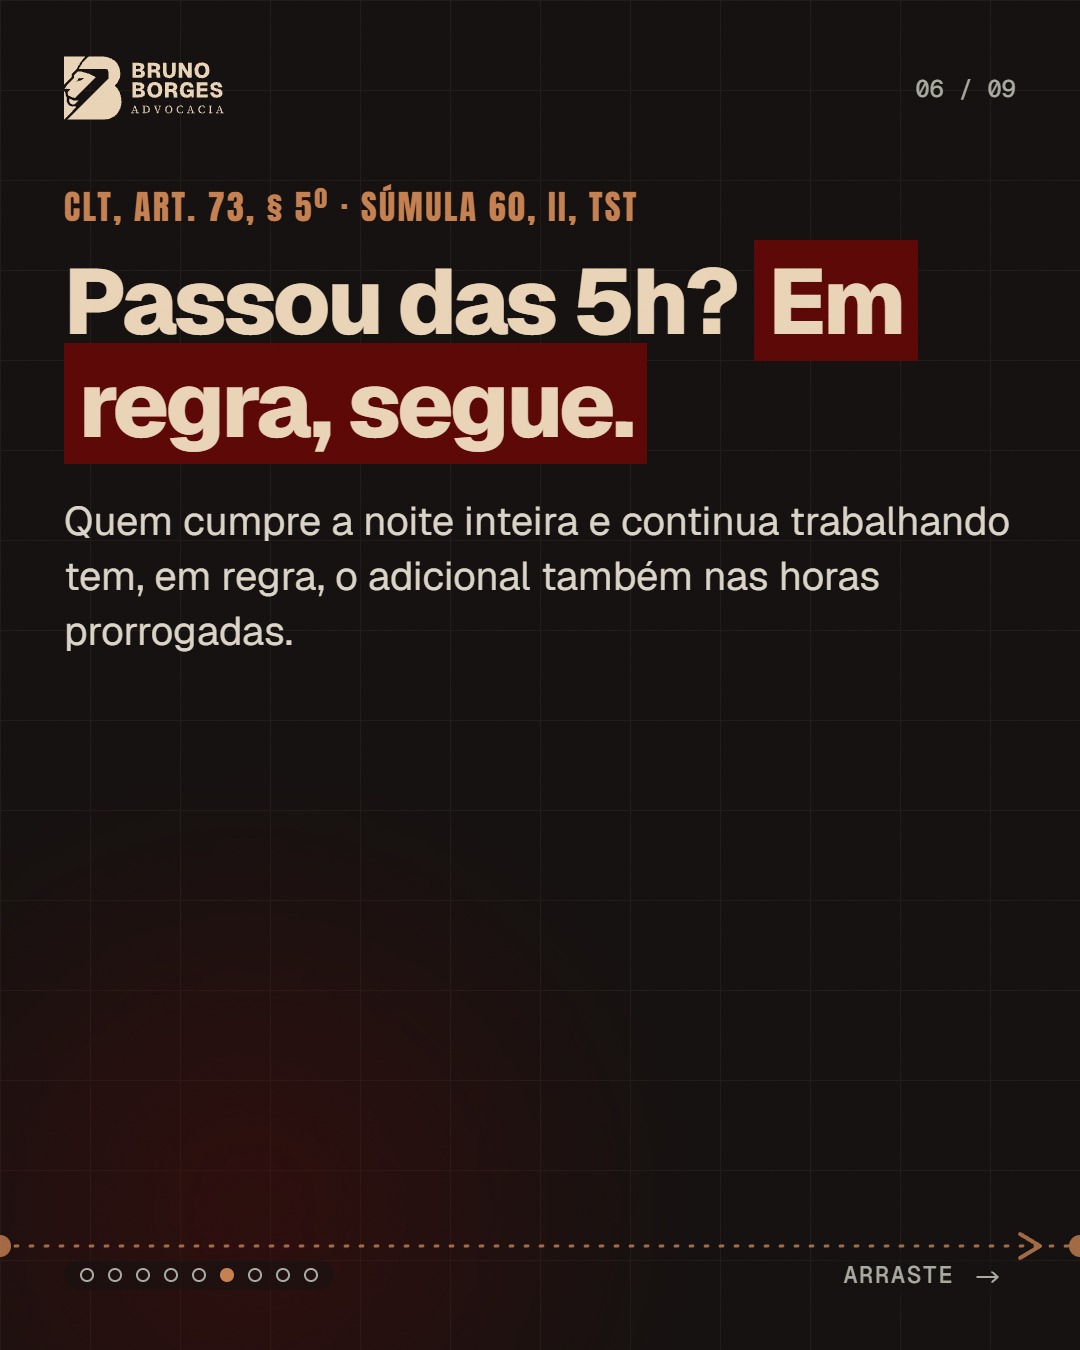 BRUNO
BORGES
ADVOCACIA
06 / 09
CLT, ART. 73, § 5º · SÚMULA 60, II, TST
Passou das 5h? Em
regra, segue.
Quem cumpre a noite inteira e continua trabalhando
tem, em regra, o adicional também nas horas
prorrogadas.
ARRASTE →